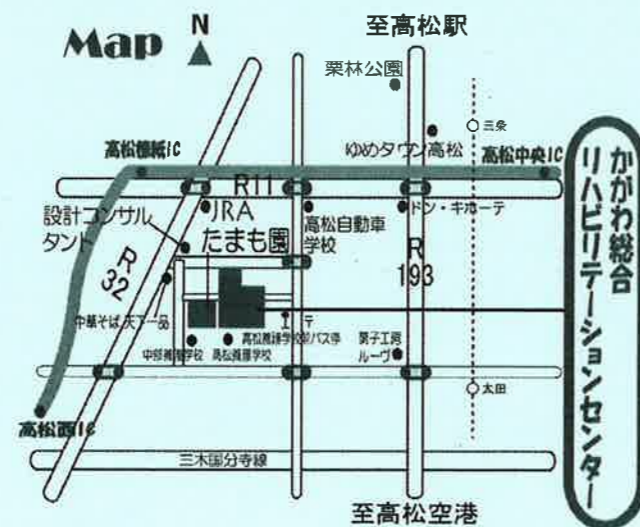 Map
N
至高松駅
栗林公園
三条
ゆめタウン高松
高松檀紙IC
高松中央IC
R11
JRA
高松自動車
学校
ドン・キホーテ
設計コンサル
タント
たまも園
R
32
R
193
中華そば 天下一品
高松養護学校前バス停
菓子工房
ルーヴ
中部養護学校
高松養護学校
太田
高松西IC
三木国分寺線
至高松空港
かがわ総合
リハビリテーションセンター